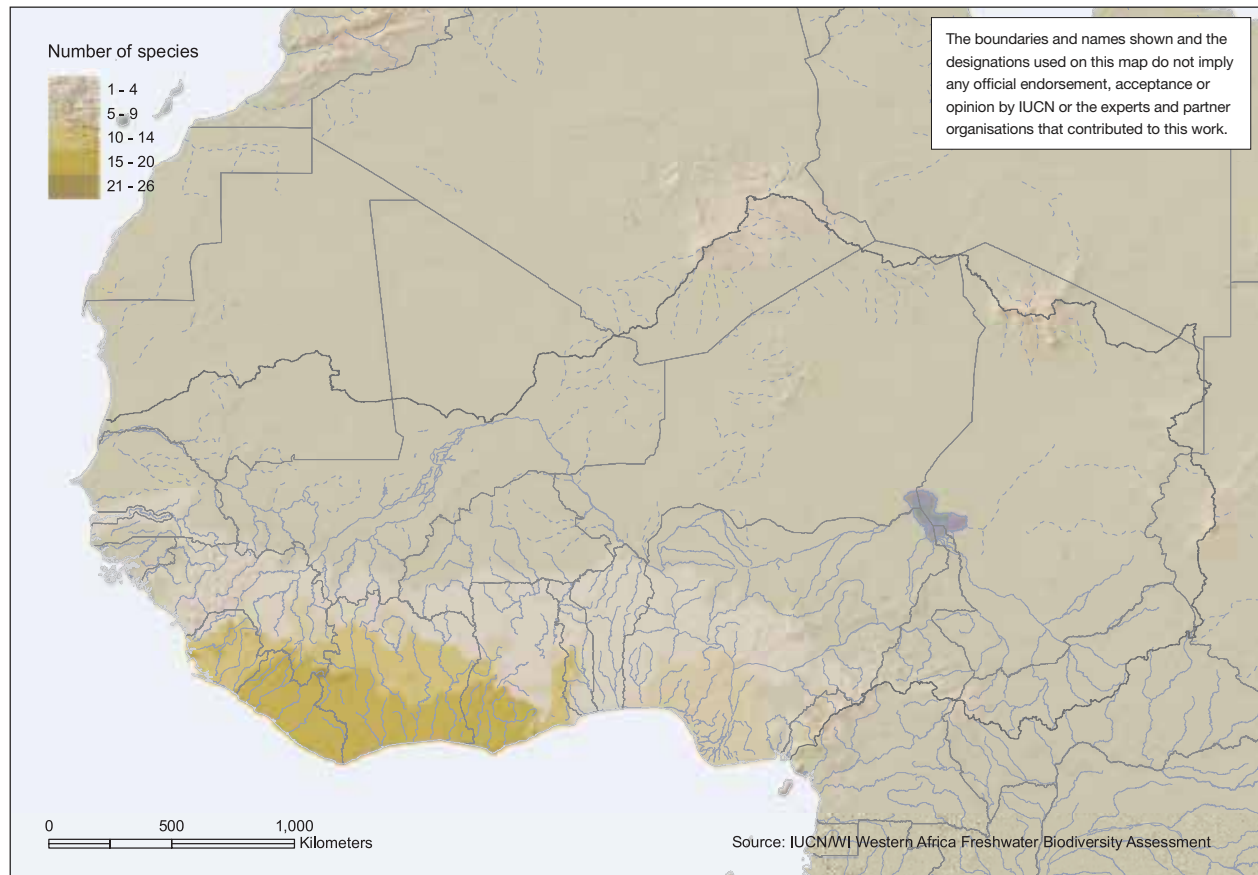 Number of species
1 - 4
5 - 9
10 - 14
15 - 20
21 - 26
The boundaries and names shown and the
designations used on this map do not imply
any official endorsement, acceptance or
opinion by IUCN or the experts and partner
organisations that contributed to this work.
0 500 1,000
Kilometers
Source: IUCN/WI Western Africa Freshwater Biodiversity Assessment